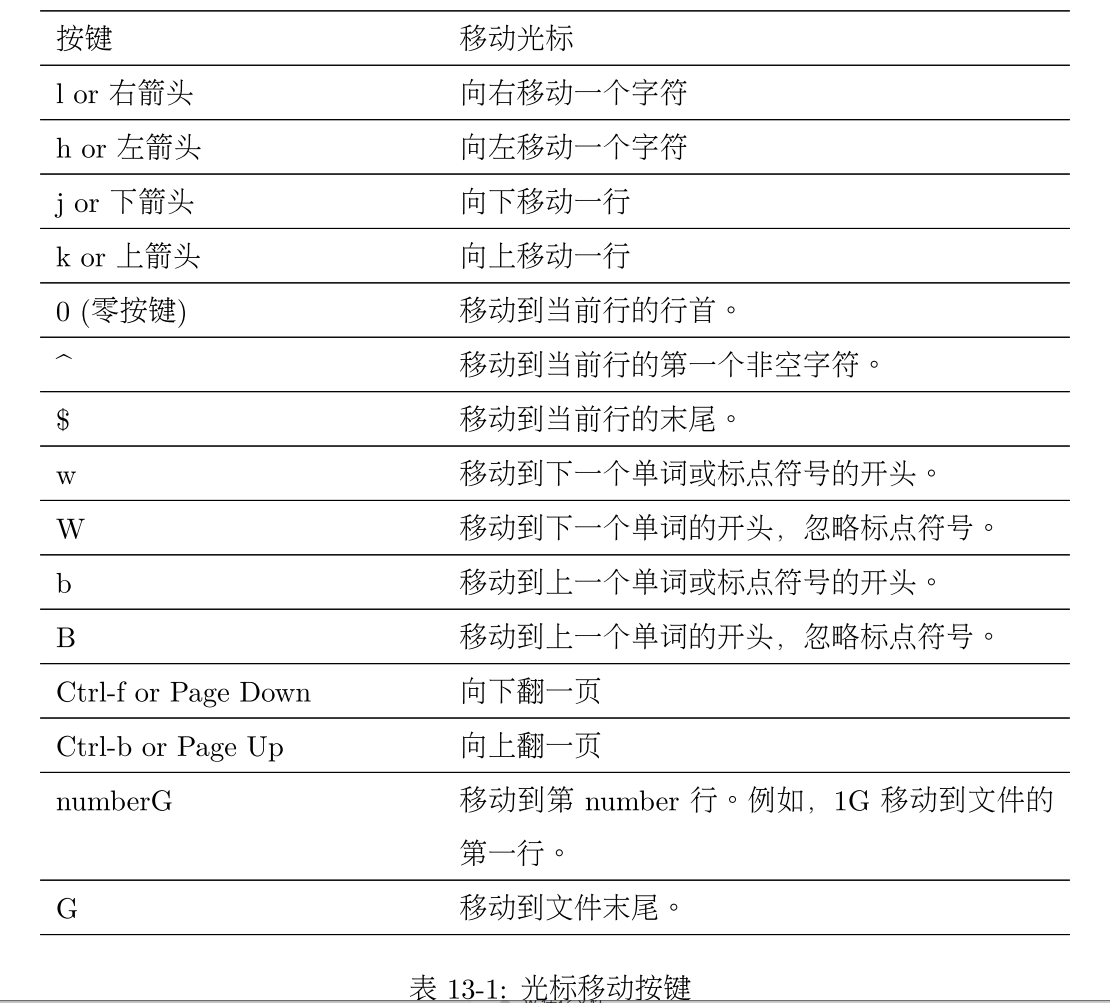 按键 移动光标
l or 右箭头 向右移动一个字符
h or 左箭头 向左移动一个字符
j or 下箭头 向下移动一行
k or 上箭头 向上移动一行
0 (零按键) 移动到当前行的行首。
^ 移动到当前行的第一个非空字符。
$ 移动到当前行的末尾。
w 移动到下一个单词或标点符号的开头。
W 移动到下一个单词的开头, 忽略标点符号。
b 移动到上一个单词或标点符号的开头。
B 移动到上一个单词的开头, 忽略标点符号。
Ctrl-f or Page Down 向下翻一页
Ctrl-b or Page Up 向上翻一页
numberG 移动到第 number 行。例如, 1G 移动到文件的
第一行。
G 移动到文件末尾。
表 13-1: 光标移动按键